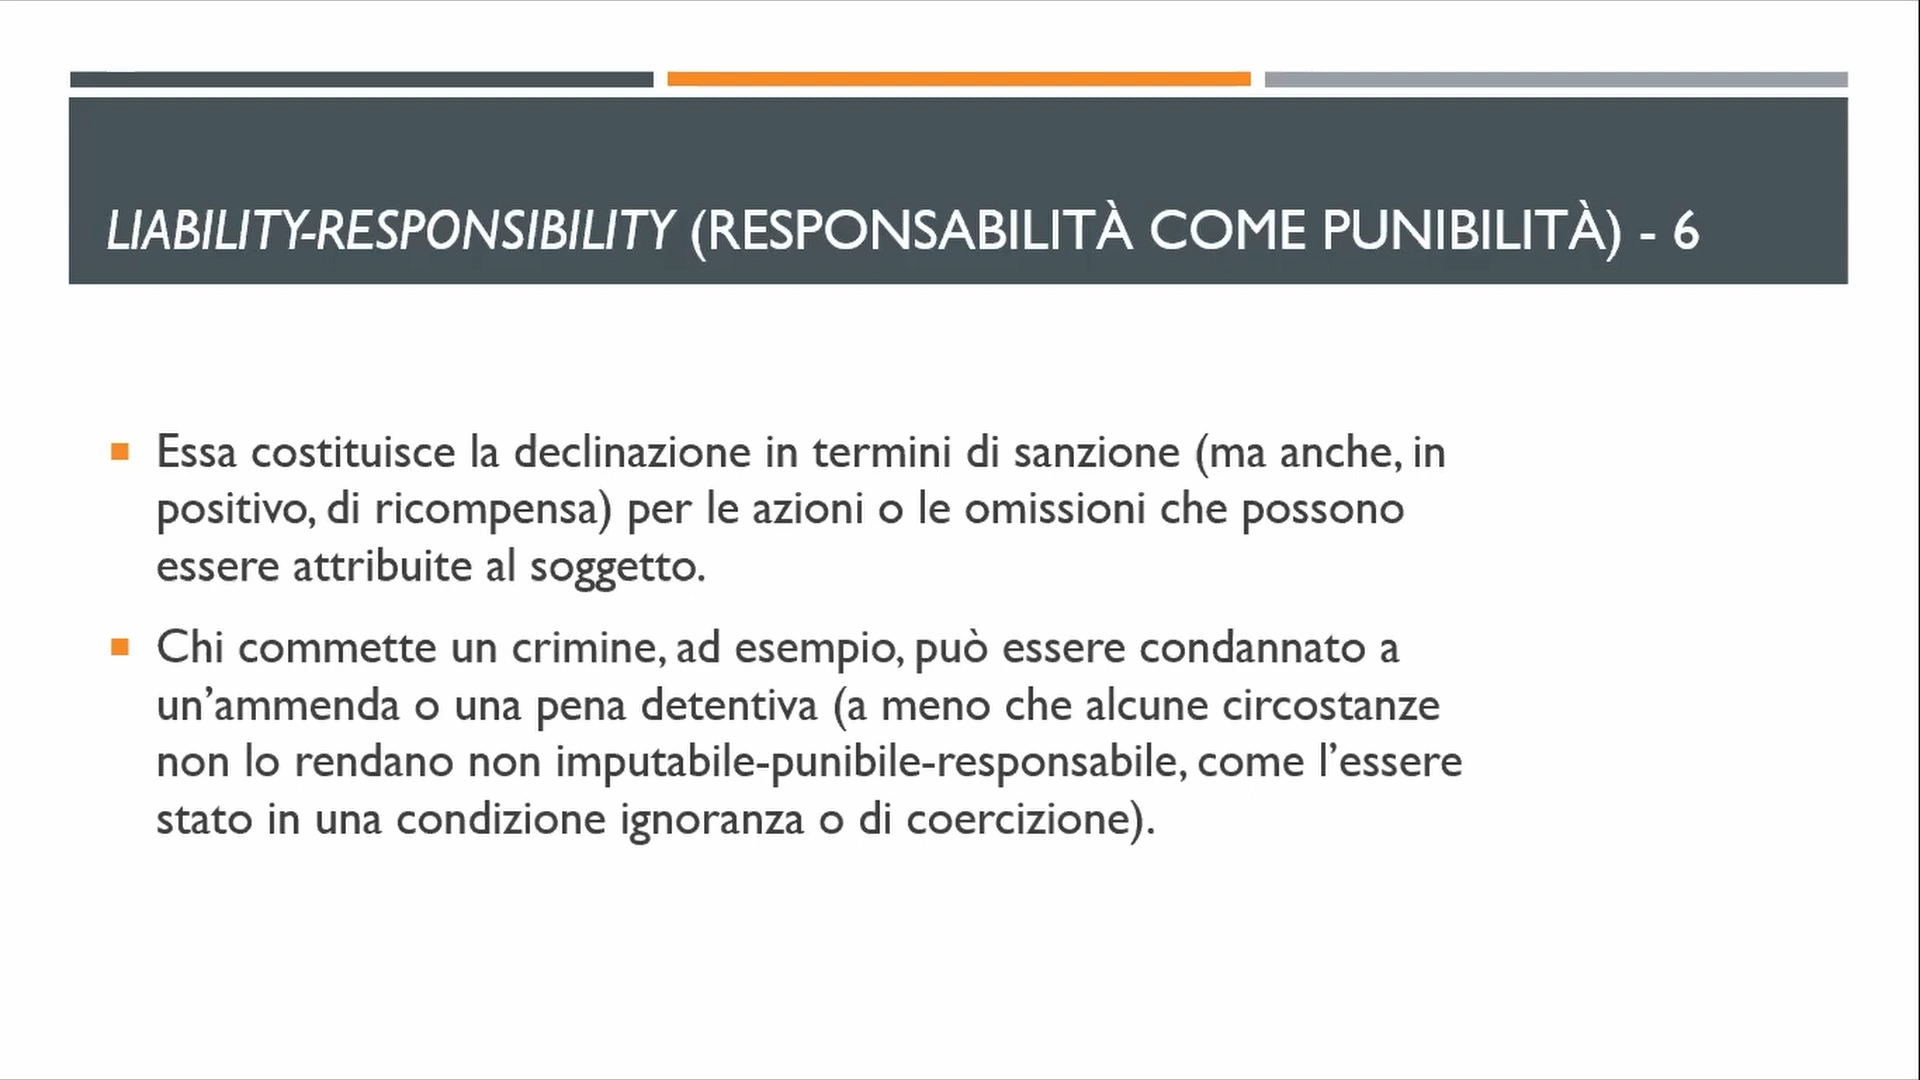 LIABILITY-RESPONSIBILITY (RESPONSABILITÀ COME PUNIBILITÀ) - 6
Essa costituisce la declinazione in termini di sanzione (ma anche, in
positivo, di ricompensa) per le azioni o le omissioni che possono
essere attribuite al soggetto.
Chi commette un crimine, ad esempio, può essere condannato a
un’ammenda o una pena detentiva (a meno che alcune circostanze
non lo rendano non imputabile-punibile-responsabile, come l’essere
stato in una condizione ignoranza o di coercizione).